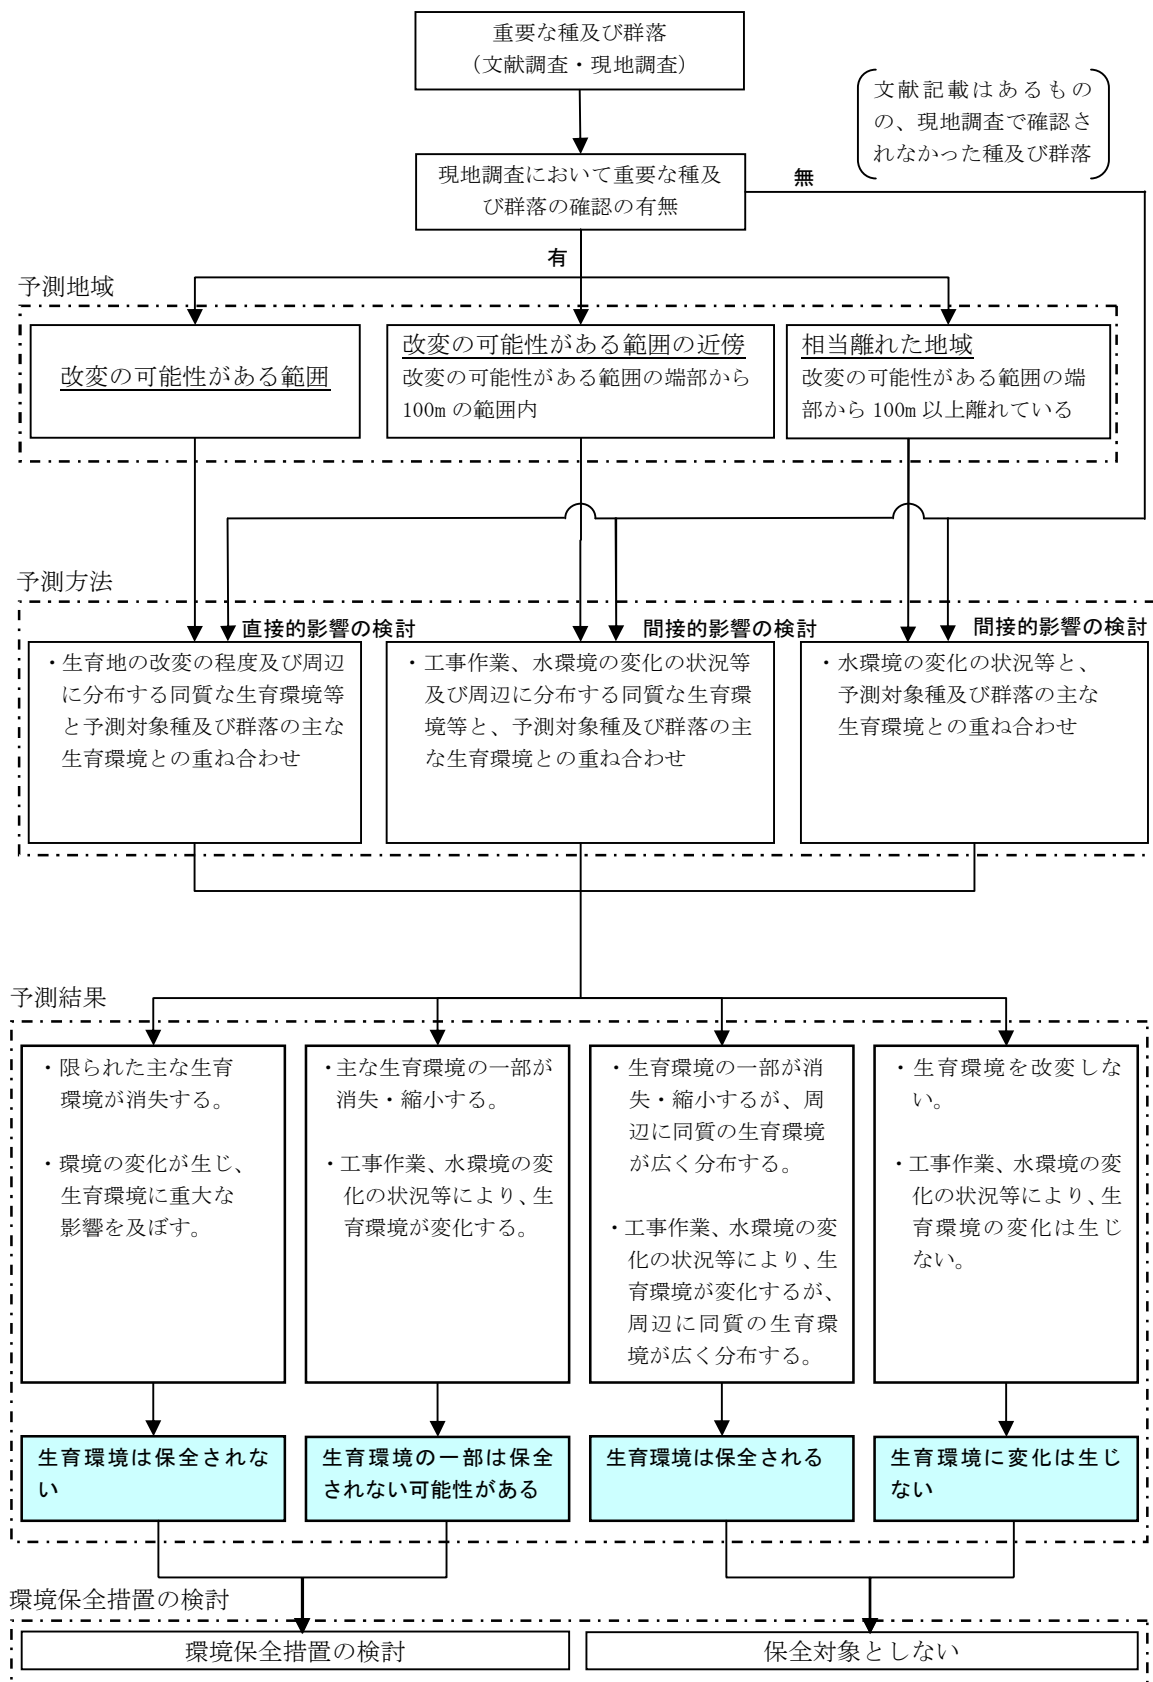 重要な種及び群落
（文献調査・現地調査）
文献記載はあるもの
の、現地調査で確認さ
れなかった種及び群落
現地調査において重要な種及
び群落の確認の有無
無
有
予測地域
改変の可能性がある範囲
改変の可能性がある範囲の近傍
改変の可能性がある範囲の端部から
100m の範囲内
相当離れた地域
改変の可能性がある範囲の端
部から 100m 以上離れている
予測方法
直接的影響の検討
・生育地の改変の程度及び周辺
に分布する同質な生育環境等
と予測対象種及び群落の主な
生育環境との重ね合わせ
間接的影響の検討
・工事作業、水環境の変化の状況等
及び周辺に分布する同質な生育環
境等と、予測対象種及び群落の主
な生育環境との重ね合わせ
間接的影響の検討
・水環境の変化の状況等と、
予測対象種及び群落の主な
生育環境との重ね合わせ
予測結果
・限られた主な生育
環境が消失する。
・環境の変化が生じ、
生育環境に重大な
影響を及ぼす。
・主な生育環境の一部が
消失・縮小する。
・工事作業、水環境の変
化の状況等により、生
育環境が変化する。
・生育環境の一部が消
失・縮小するが、周
辺に同質の生育環境
が広く分布する。
・工事作業、水環境の変
化の状況等により、生
育環境が変化するが、
周辺に同質の生育環
境が広く分布する。
・生育環境を改変しな
い。
・工事作業、水環境の変
化の状況等により、生
育環境の変化は生じ
ない。
生育環境は保全されな
い
生育環境の一部は保全
されない可能性がある
生育環境は保全される
生育環境に変化は生じ
ない
環境保全措置の検討
環境保全措置の検討
保全対象としない